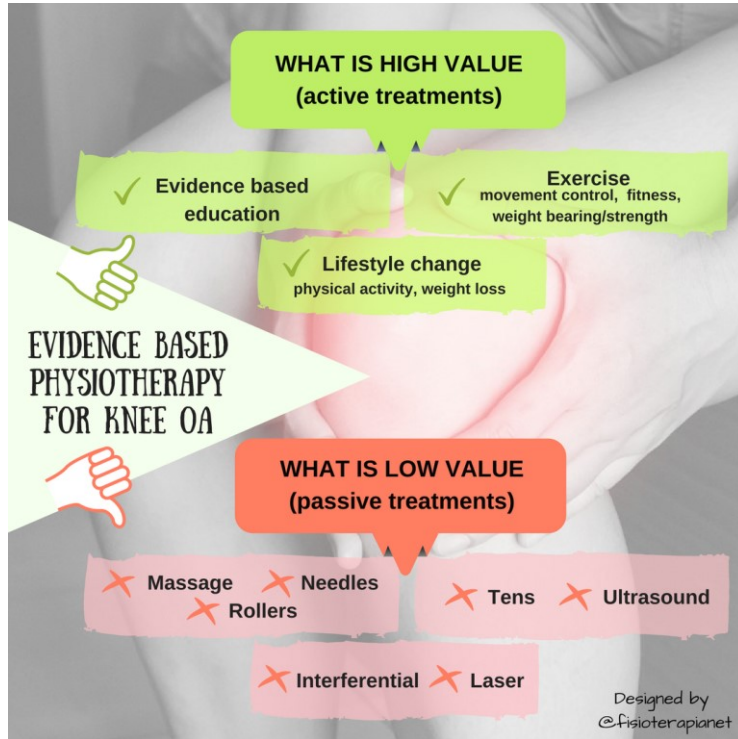 WHAT IS HIGH VALUE
(active treatments)
Evidence based
education
Exercise
movement control, fitness,
weight bearing/strength
Lifestyle change
physical activity, weight loss
EVIDENCE BASED
PHYSIOTHERAPY
FOR KNEE OA
WHAT IS LOW VALUE
(passive treatments)
Massage Needles
Rollers
Tens Ultrasound
Interferential Laser
Designed by
@fisioterapianet